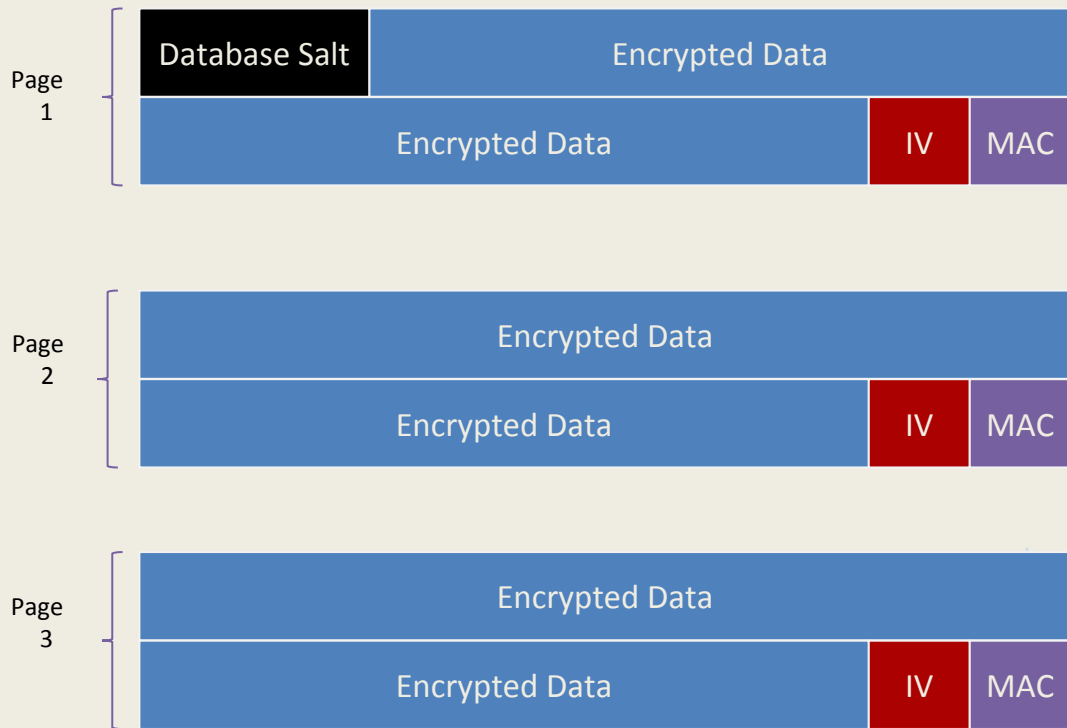 Page
1
Database Salt Encrypted Data
Encrypted Data IV MAC
Page
2
Encrypted Data
Encrypted Data IV MAC
Page
3
Encrypted Data
Encrypted Data IV MAC